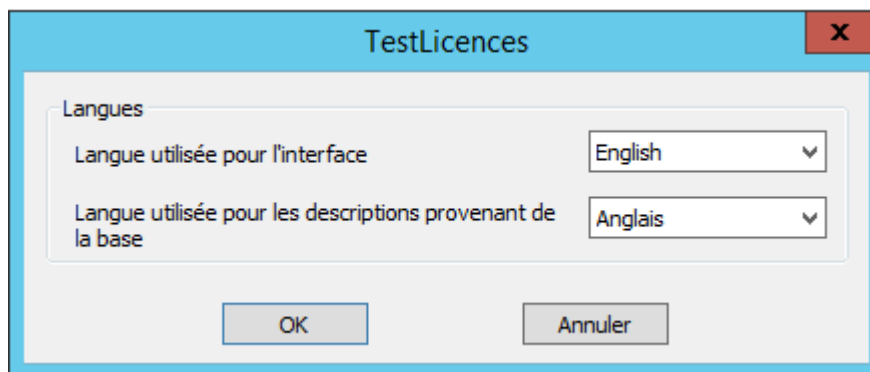 TestLicences
x
Langues
Langue utilisée pour l'interface
English
Langue utilisée pour les descriptions provenant de
la base
Anglais
OK
Annuler